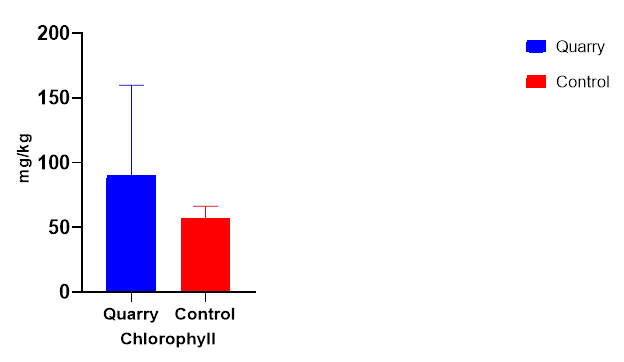 200
150
100
50
0
mg/kg
Quarry Control
Chlorophyll
Quarry
Control